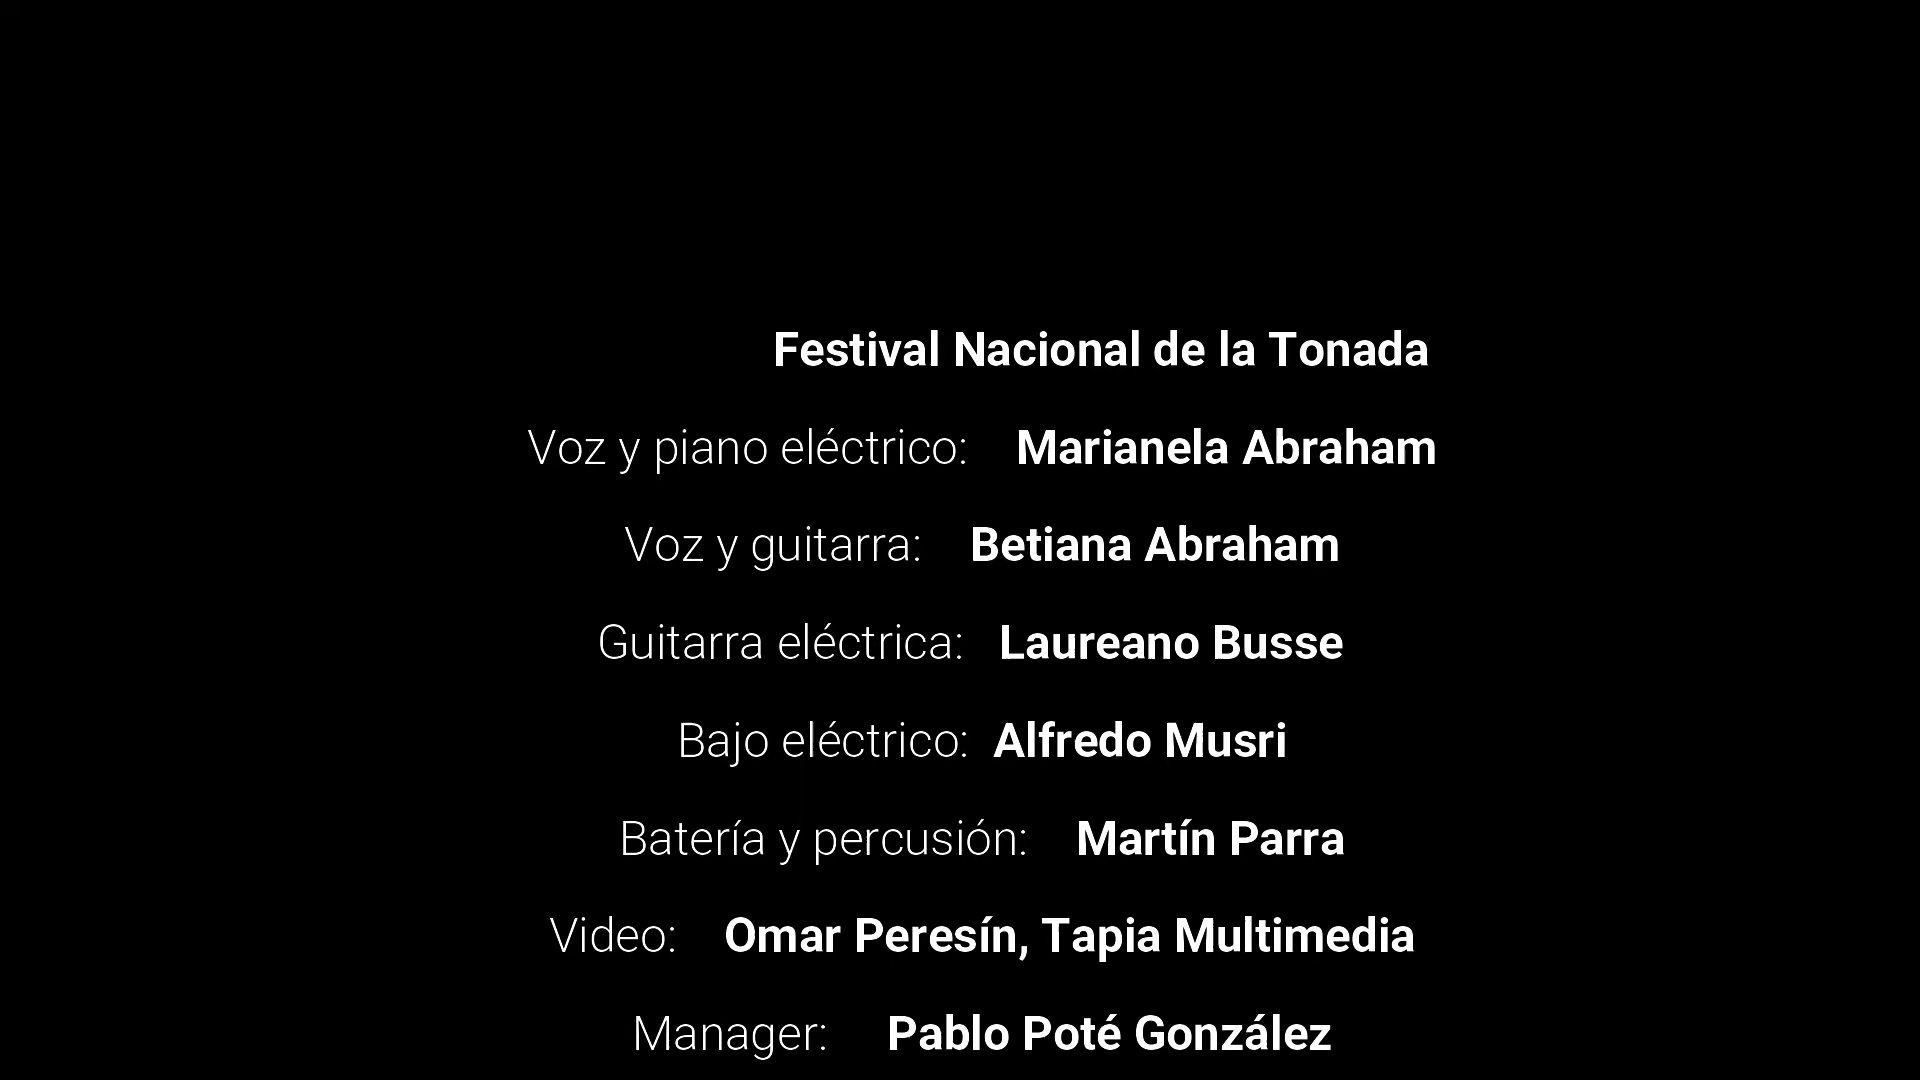 Festival Nacional de la Tonada
Voz y piano eléctrico: Marianela Abraham
Voz y guitarra: Betiana Abraham
Guitarra eléctrica: Laureano Busse
Bajo eléctrico: Alfredo Musri
Batería y percusión: Martín Parra
Video: Omar Peresín, Tapia Multimedia
Manager: Pablo Poté González